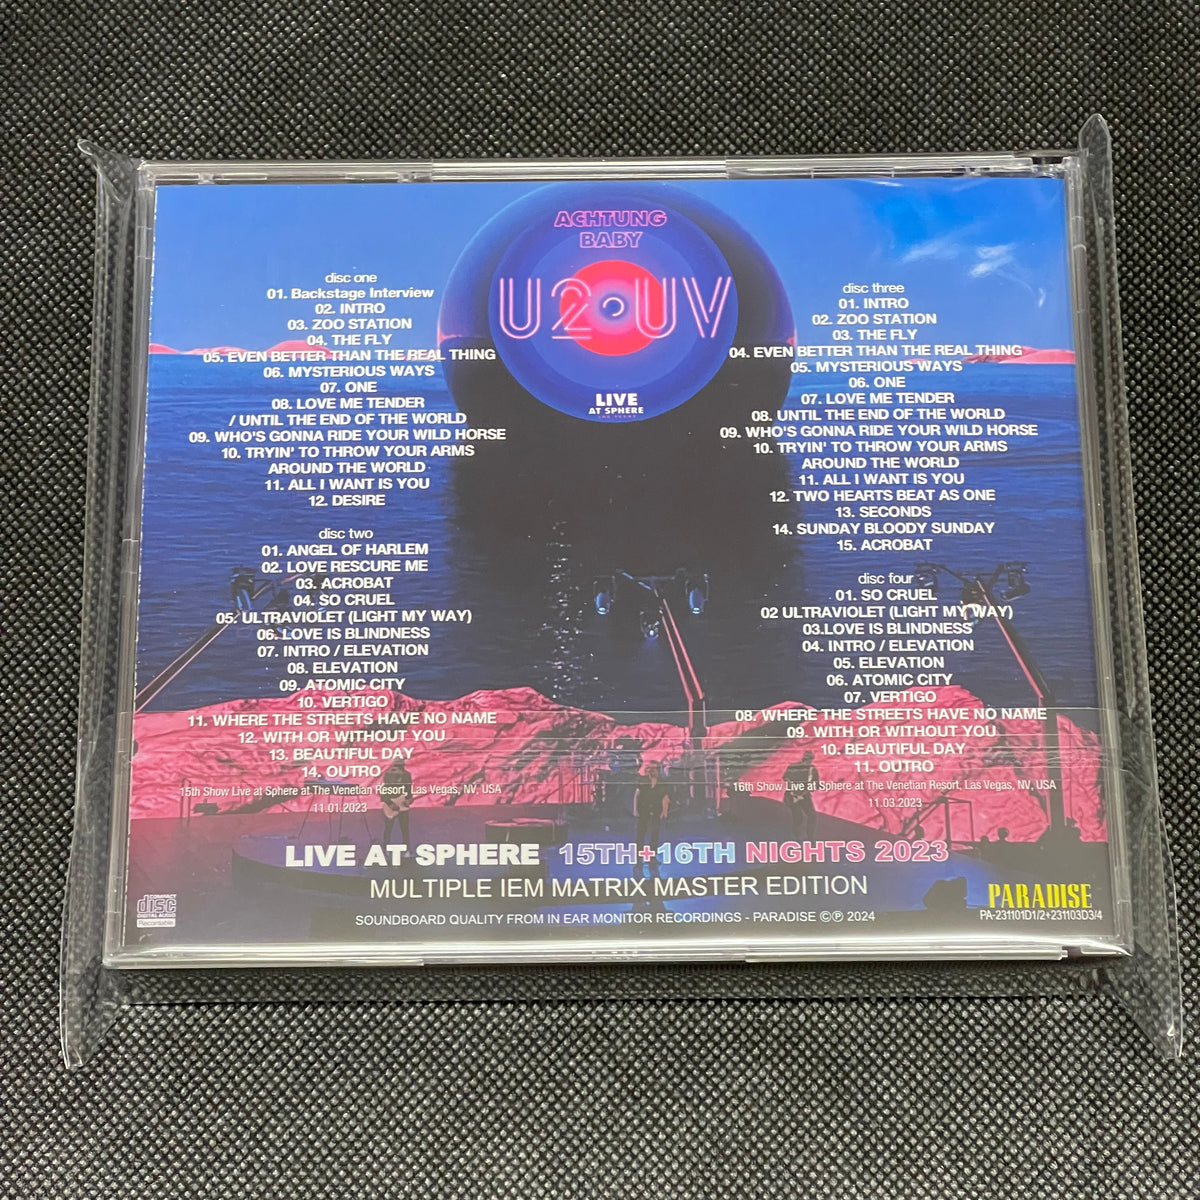 ACHTUNG
BABY
U2·UV
LIVE
AT SPHERE
LAS VEGAS
disc one
01. Backstage Interview
02. INTRO
03. ZOO STATION
04. THE FLY
05. EVEN BETTER THAN THE REAL THING
06. MYSTERIOUS WAYS
07. ONE
08. LOVE ME TENDER
/ UNTIL THE END OF THE WORLD
09. WHO'S GONNA RIDE YOUR WILD HORSE
10. TRYIN' TO THROW YOUR ARMS
AROUND THE WORLD
11. ALL I WANT IS YOU
12. DESIRE
disc two
01. ANGEL OF HARLEM
02. LOVE RESCURE ME
03. ACROBAT
04. SO CRUEL
05. ULTRAVIOLET (LIGHT MY WAY)
06. LOVE IS BLINDNESS
07. INTRO / ELEVATION
08. ELEVATION
09. ATOMIC CITY
10. VERTIGO
11. WHERE THE STREETS HAVE NO NAME
12. WITH OR WITHOUT YOU
13. BEAUTIFUL DAY
14. OUTRO
15th Show Live at Sphere at The Venetian Resort, Las Vegas, NV, USA
11.01.2023
disc three
01. INTRO
02. ZOO STATION
03. THE FLY
04. EVEN BETTER THAN THE REAL THING
05. MYSTERIOUS WAYS
06. ONE
07. LOVE ME TENDER
08. UNTIL THE END OF THE WORLD
09. WHO'S GONNA RIDE YOUR WILD HORSE
10. TRYIN' TO THROW YOUR ARMS
AROUND THE WORLD
11. ALL I WANT IS YOU
12. TWO HEARTS BEAT AS ONE
13. SECONDS
14. SUNDAY BLOODY SUNDAY
15. ACROBAT
disc four
01. SO CRUEL
02 ULTRAVIOLET (LIGHT MY WAY)
03.LOVE IS BLINDNESS
04. INTRO / ELEVATION
05. ELEVATION
06. ATOMIC CITY
07. VERTIGO
08. WHERE THE STREETS HAVE NO NAME
09. WITH OR WITHOUT YOU
10. BEAUTIFUL DAY
11. OUTRO
16th Show Live at Sphere at The Venetian Resort, Las Vegas, NV, USA
11.03.2023
LIVE AT SPHERE 15TH+16TH NIGHTS 2023
MULTIPLE IEM MATRIX MASTER EDITION
SOUNDBOARD QUALITY FROM IN EAR MONITOR RECORDINGS - PARADISE ©℗ 2024
COMPACT
disc
DIGITAL AUDIO
Recordable
PARADISE
PA-231101D1/2+231103D3/4